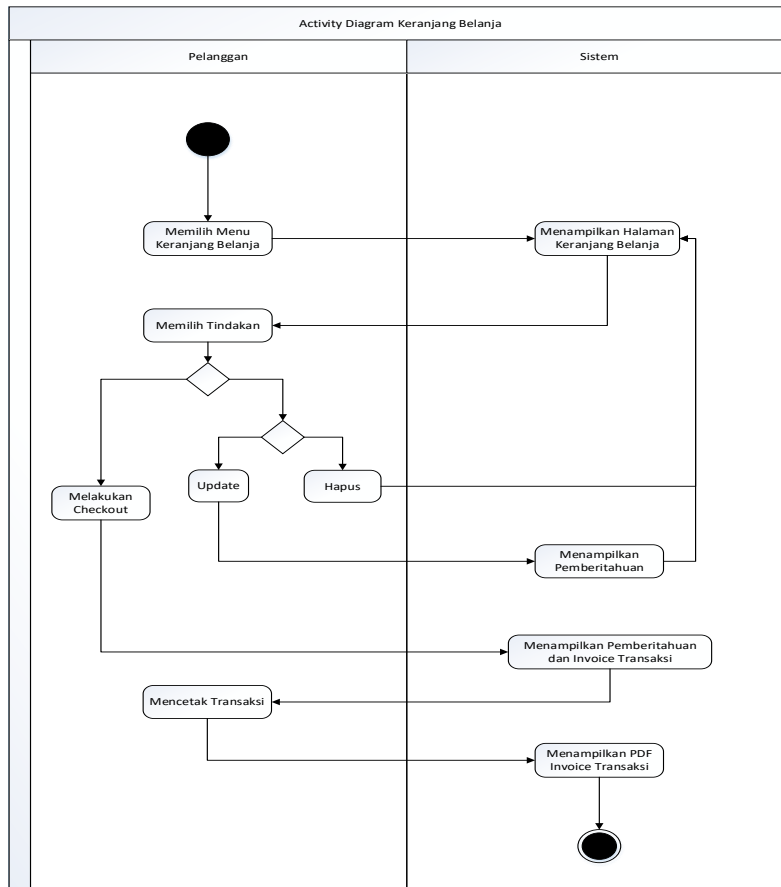 Activity Diagram Keranjang Belanja
Pelanggan
Sistem
Memilih Menu
Keranjang Belanja
Menampilkan Halaman
Keranjang Belanja
Memilih Tindakan
Update
Hapus
Melakukan
Checkout
Menampilkan
Pemberitahuan
Menampilkan Pemberitahuan
dan Invoice Transaksi
Mencetak Transaksi
Menampilkan PDF
Invoice Transaksi